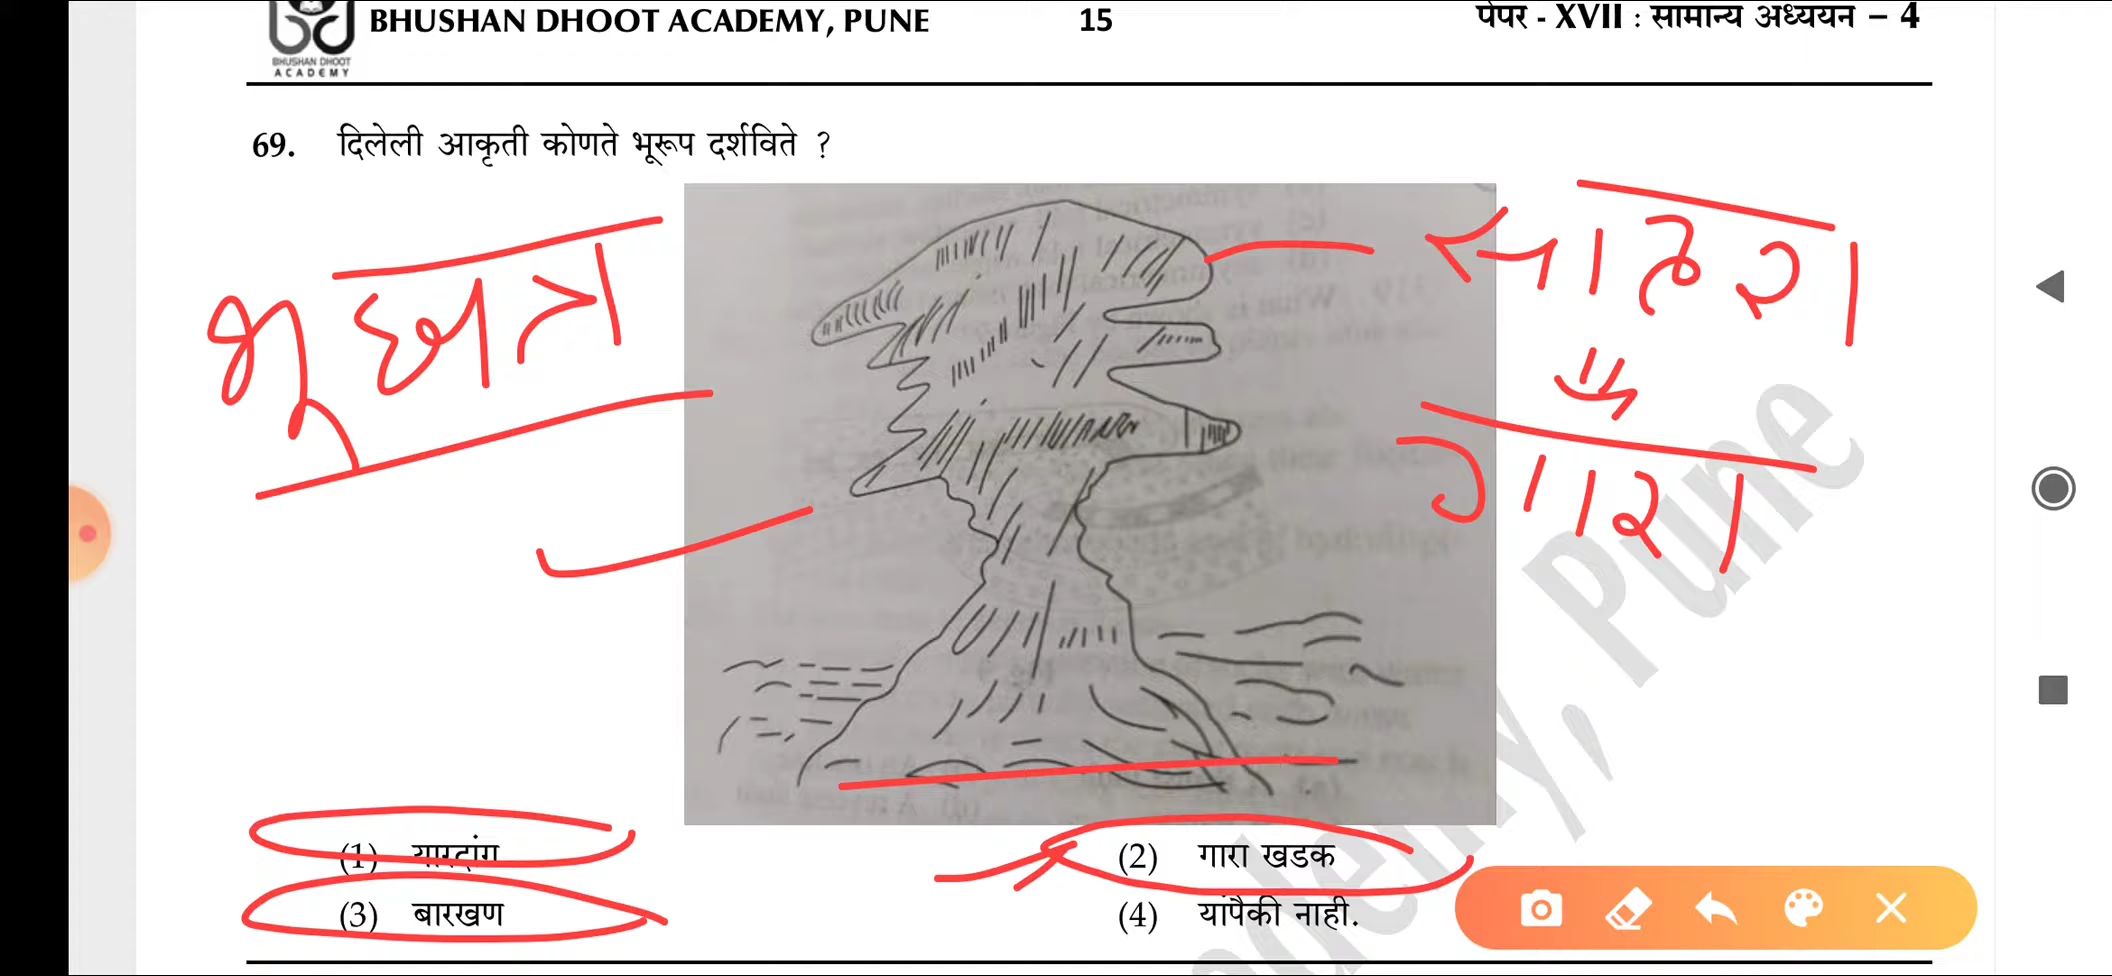 BHUSHAN DHOOT ACADEMY, PUNE 15 पेपर - XVII : सामान्य अध्ययन – 4
BHUSHAN DHOOT
ACADEMY
69. दिलेली आकृती कोणते भूरूप दर्शविते ?
भूछत्र
साहारा
गारा
(1) यारदांग (2) गारा खडक
(3) बारखण (4) यांपैकी नाही.
ademy, Pune